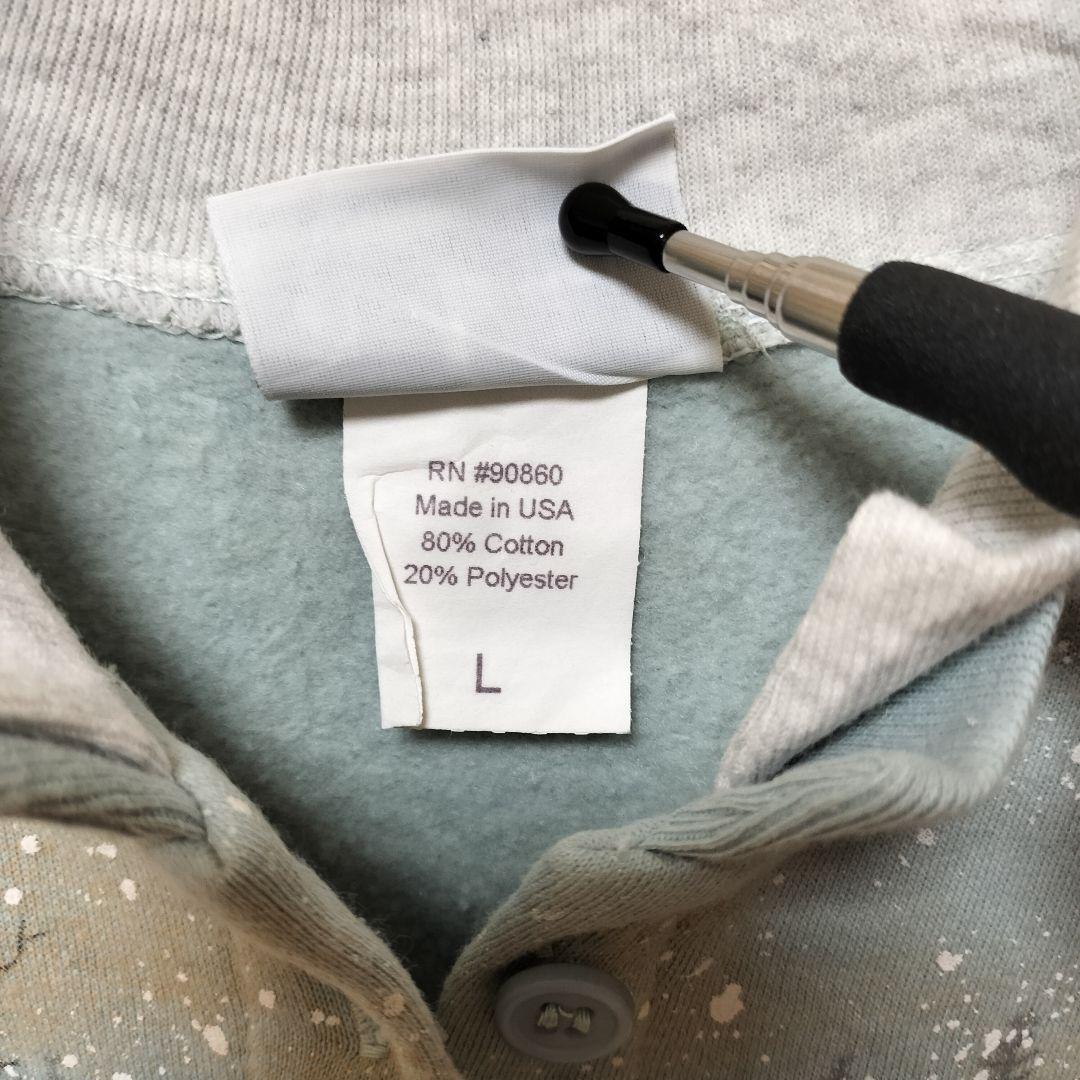 RN #90860
Made in USA
80% Cotton
20% Polyester
L